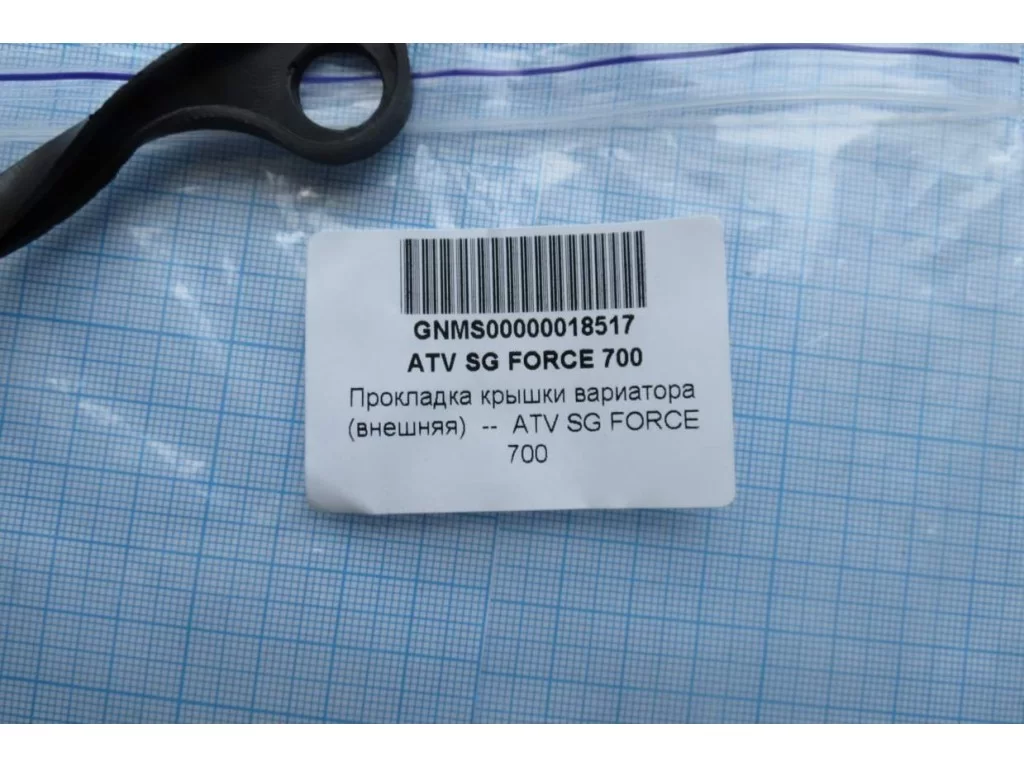 GNMS00000018517
ATV SG FORCE 700
Прокладка крышки вариатора
(внешняя) -- ATV SG FORCE
700